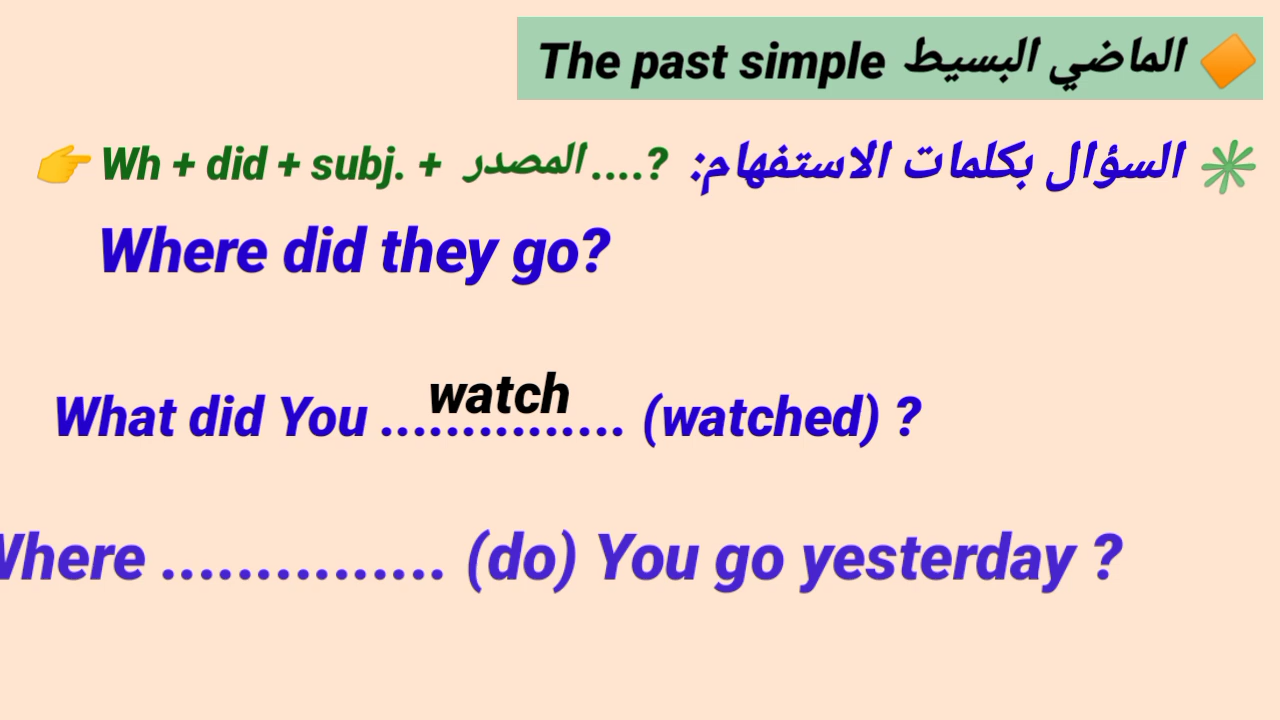 🔶 الماضي البسيط The past simple
✳️ السؤال بكلمات الاستفهام: Wh + did + subj. + المصدر ....?
Where did they go?
What did You ...............  (watched) ?
watch
Where ............... (do) You go yesterday ?